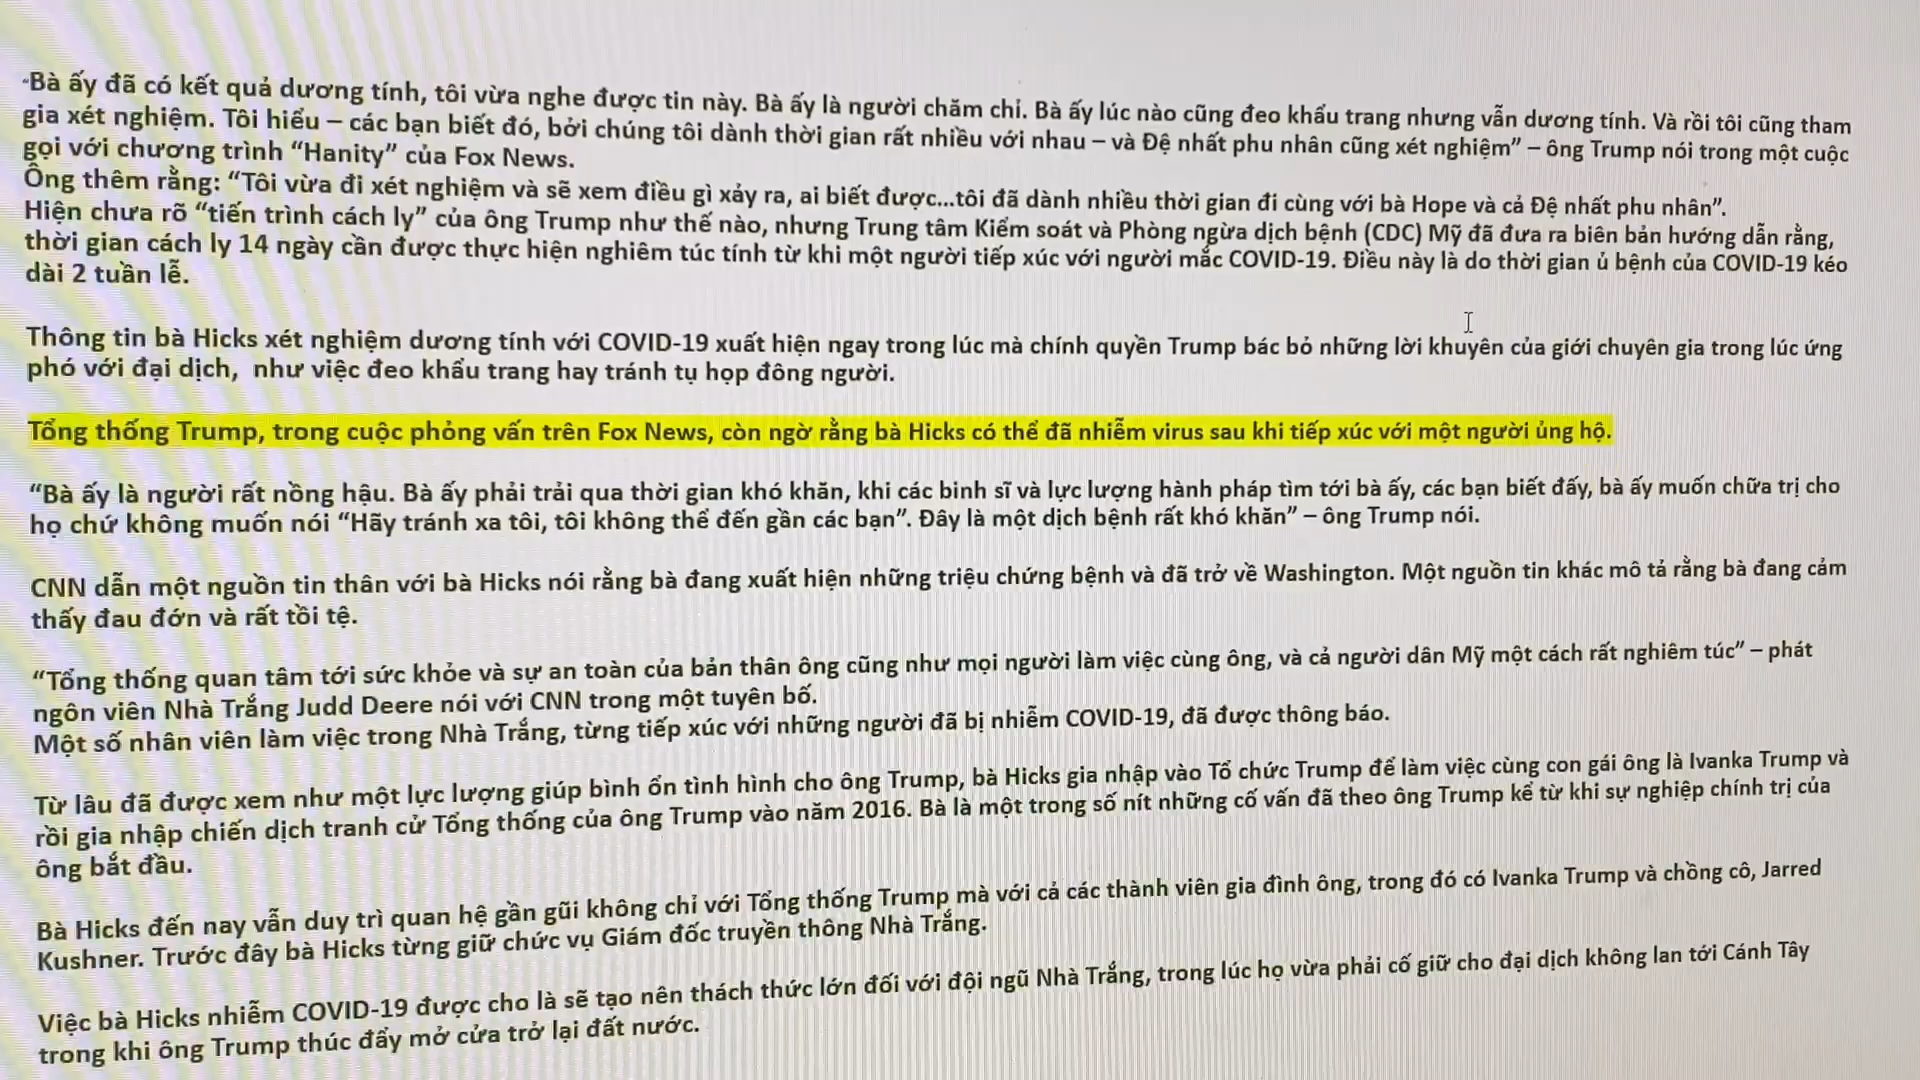 “Bà ấy đã có kết quả dương tính, tôi vừa nghe được tin này. Bà ấy là người chăm chỉ. Bà ấy lúc nào cũng đeo khẩu trang nhưng vẫn dương tính. Và rồi tôi cũng tham
gia xét nghiệm. Tôi hiểu – các bạn biết đó, bởi chúng tôi dành thời gian rất nhiều với nhau – và Đệ nhất phu nhân cũng xét nghiệm” – ông Trump nói trong một cuộc
gọi với chương trình “Hanity” của Fox News.
Ông thêm rằng: “Tôi vừa đi xét nghiệm và sẽ xem điều gì xảy ra, ai biết được...tôi đã dành nhiều thời gian đi cùng với bà Hope và cả Đệ nhất phu nhân”.
Hiện chưa rõ “tiến trình cách ly” của ông Trump như thế nào, nhưng Trung tâm Kiểm soát và Phòng ngừa dịch bệnh (CDC) Mỹ đã đưa ra biên bản hướng dẫn rằng,
thời gian cách ly 14 ngày cần được thực hiện nghiêm túc tính từ khi một người tiếp xúc với người mắc COVID-19. Điều này là do thời gian ủ bệnh của COVID-19 kéo
dài 2 tuần lễ.
Thông tin bà Hicks xét nghiệm dương tính với COVID-19 xuất hiện ngay trong lúc mà chính quyền Trump bác bỏ những lời khuyên của giới chuyên gia trong lúc ứng
phó với đại dịch, như việc đeo khẩu trang hay tránh tụ họp đông người.
Tổng thống Trump, trong cuộc phỏng vấn trên Fox News, còn ngờ rằng bà Hicks có thể đã nhiễm virus sau khi tiếp xúc với một người ủng hộ.
“Bà ấy là người rất nồng hậu. Bà ấy phải trải qua thời gian khó khăn, khi các binh sĩ và lực lượng hành pháp tìm tới bà ấy, các bạn biết đấy, bà ấy muốn chữa trị cho
họ chứ không muốn nói “Hãy tránh xa tôi, tôi không thể đến gần các bạn”. Đây là một dịch bệnh rất khó khăn” – ông Trump nói.
CNN dẫn một nguồn tin thân với bà Hicks nói rằng bà đang xuất hiện những triệu chứng bệnh và đã trở về Washington. Một nguồn tin khác mô tả rằng bà đang cảm
thấy đau đớn và rất tồi tệ.
“Tổng thống quan tâm tới sức khỏe và sự an toàn của bản thân ông cũng như mọi người làm việc cùng ông, và cả người dân Mỹ một cách rất nghiêm túc” – phát
ngôn viên Nhà Trắng Judd Deere nói với CNN trong một tuyên bố.
Một số nhân viên làm việc trong Nhà Trắng, từng tiếp xúc với những người đã bị nhiễm COVID-19, đã được thông báo.
Từ lâu đã được xem như một lực lượng giúp bình ổn tình hình cho ông Trump, bà Hicks gia nhập vào Tổ chức Trump để làm việc cùng con gái ông là Ivanka Trump và
rồi gia nhập chiến dịch tranh cử Tổng thống của ông Trump vào năm 2016. Bà là một trong số nít những cố vấn đã theo ông Trump kể từ khi sự nghiệp chính trị của
ông bắt đầu.
Bà Hicks đến nay vẫn duy trì quan hệ gần gũi không chỉ với Tổng thống Trump mà với cả các thành viên gia đình ông, trong đó có Ivanka Trump và chồng cô, Jarred
Kushner. Trước đây bà Hicks từng giữ chức vụ Giám đốc truyền thông Nhà Trắng.
Việc bà Hicks nhiễm COVID-19 được cho là sẽ tạo nên thách thức lớn đối với đội ngũ Nhà Trắng, trong lúc họ vừa phải cố giữ cho đại dịch không lan tới Cánh Tây
trong khi ông Trump thúc đẩy mở cửa trở lại đất nước.